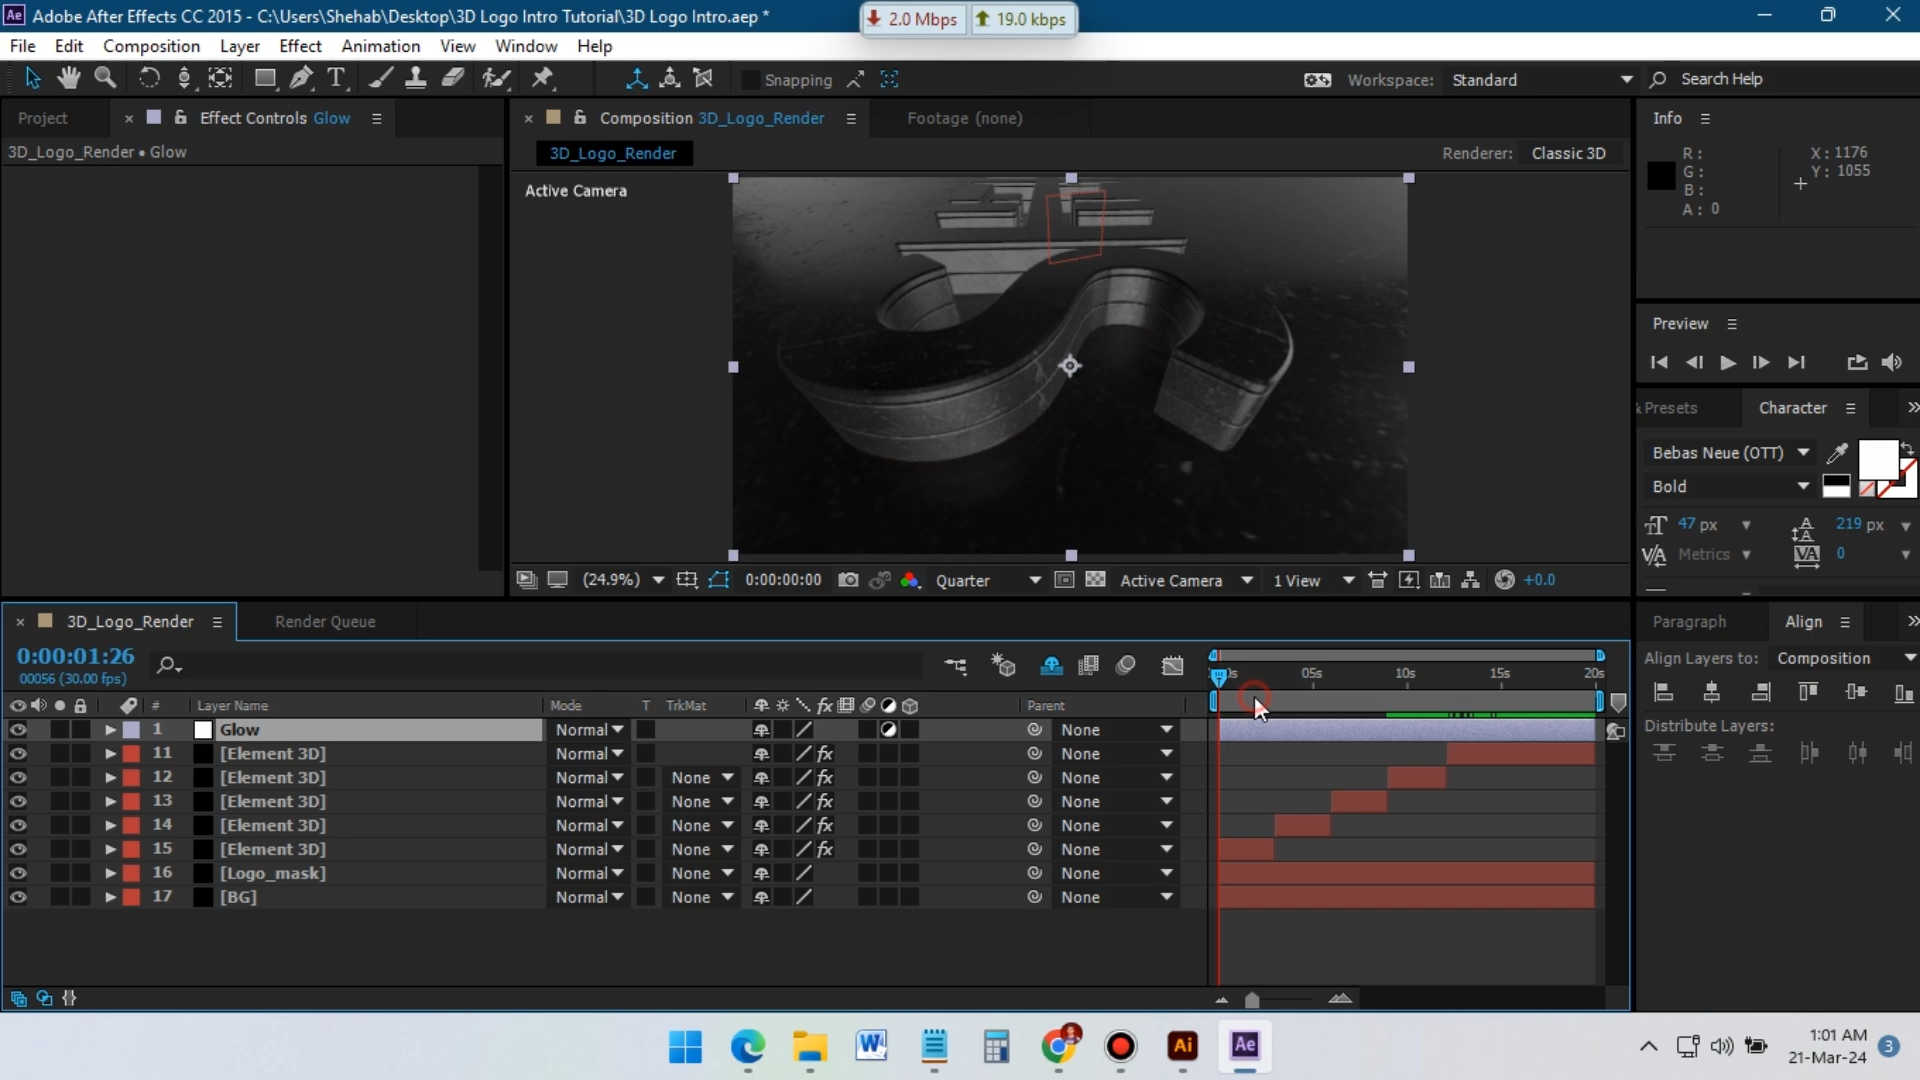 Adobe After Effects CC 2015 - C:\Users\Shehab\Desktop\3D Logo Intro Tutorial\3D Logo Intro.aep *
2.0 Mbps 19.0 kbps
File Edit Composition Layer Effect Animation View Window Help
Snapping
Workspace: Standard
Search Help
Project
Effect Controls Glow
Composition 3D_Logo_Render
Footage (none)
Info
3D_Logo_Render • Glow
3D_Logo_Render
Renderer: Classic 3D
R:
G:
B:
A: 0
X: 1176
Y: 1055
Active Camera
Preview
& Presets
Character
Bebas Neue (OTT)
Bold
47 px
219 px
Metrics
0
(24.9%)
0:00:00:00
Quarter
Active Camera
1 View
+0.0
3D_Logo_Render
Render Queue
Paragraph
Align
0:00:01:26
00056 (30.00 fps)
05s 10s 15s 20s
Align Layers to: Composition
# Layer Name Mode T TrkMat Parent
Distribute Layers:
1 Glow Normal None
11 [Element 3D] Normal None
12 [Element 3D] Normal None None
13 [Element 3D] Normal None None
14 [Element 3D] Normal None None
15 [Element 3D] Normal None None
16 [Logo_mask] Normal None None
17 [BG] Normal None None
1:01 AM
21-Mar-24
3